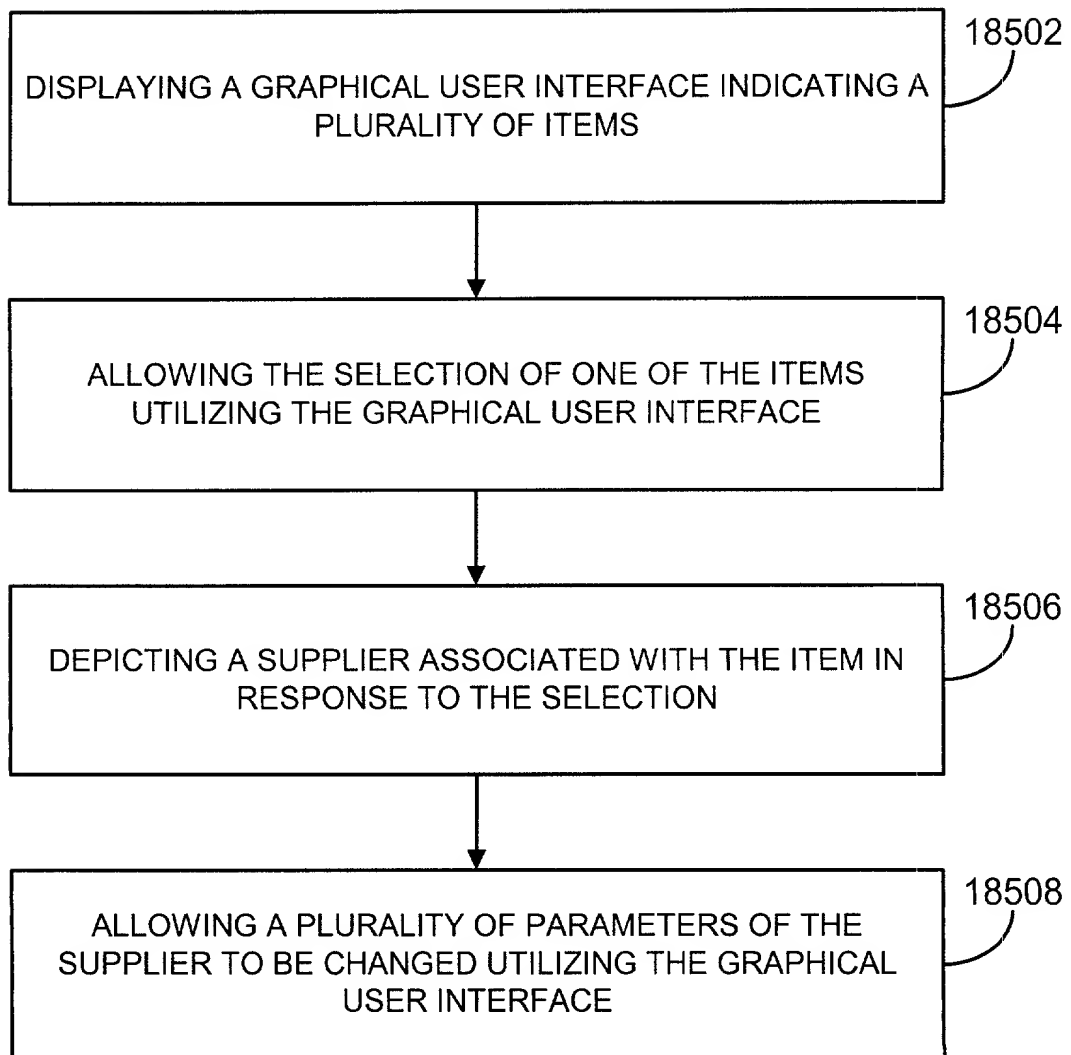 18502
DISPLAYING A GRAPHICAL USER INTERFACE INDICATING A
PLURALITY OF ITEMS
18504
ALLOWING THE SELECTION OF ONE OF THE ITEMS
UTILIZING THE GRAPHICAL USER INTERFACE
18506
DEPICTING A SUPPLIER ASSOCIATED WITH THE ITEM IN
RESPONSE TO THE SELECTION
18508
ALLOWING A PLURALITY OF PARAMETERS OF THE
SUPPLIER TO BE CHANGED UTILIZING THE GRAPHICAL
USER INTERFACE